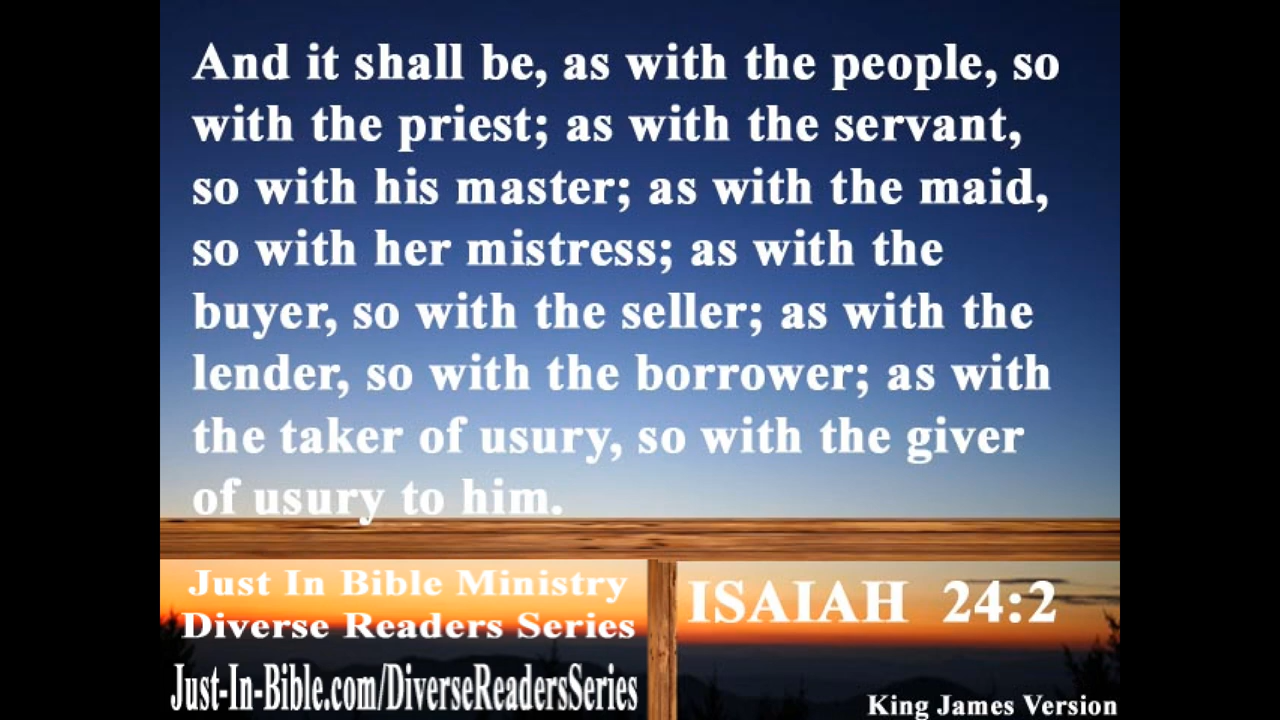 And it shall be, as with the people, so
with the priest; as with the servant,
so with his master; as with the maid,
so with her mistress; as with the
buyer, so with the seller; as with the
lender, so with the borrower; as with
the taker of usury, so with the giver
of usury to him.
Just In Bible Ministry
Diverse Readers Series
Just-In-Bible.com/DiverseReadersSeries
ISAIAH 24:2
King James Version